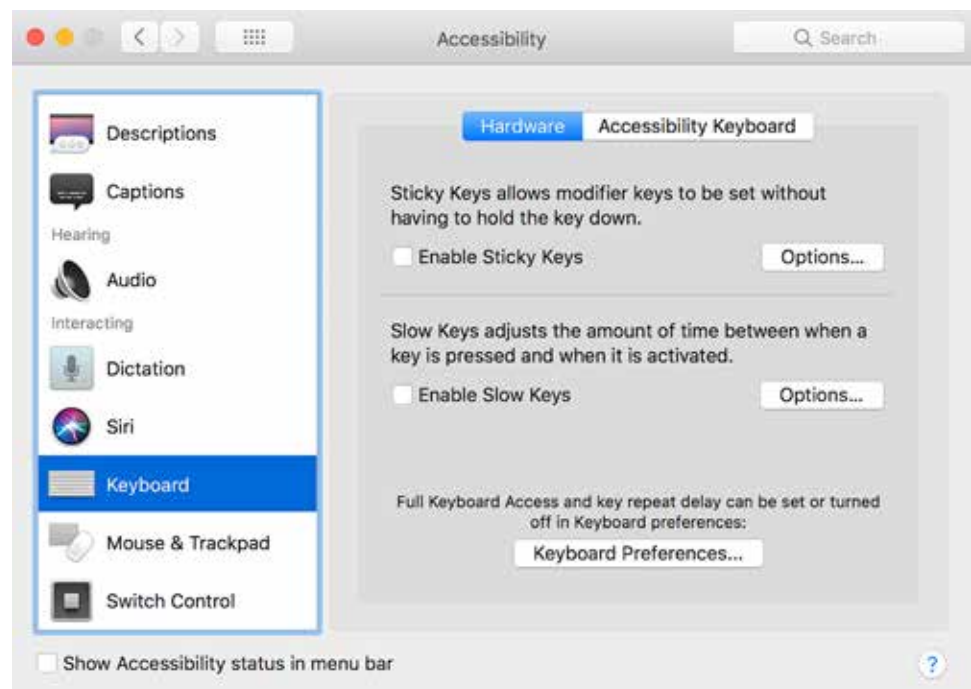 Accessibility
Search
Descriptions
Captions
Hearing
Audio
Interacting
Dictation
Siri
Keyboard
Mouse & Trackpad
Switch Control
Hardware
Accessibility Keyboard
Sticky Keys allows modifier keys to be set without
having to hold the key down.
Enable Sticky Keys
Options...
Slow Keys adjusts the amount of time between when a
key is pressed and when it is activated.
Enable Slow Keys
Options...
Full Keyboard Access and key repeat delay can be set or turned
off in Keyboard preferences:
Keyboard Preferences...
Show Accessibility status in menu bar
?